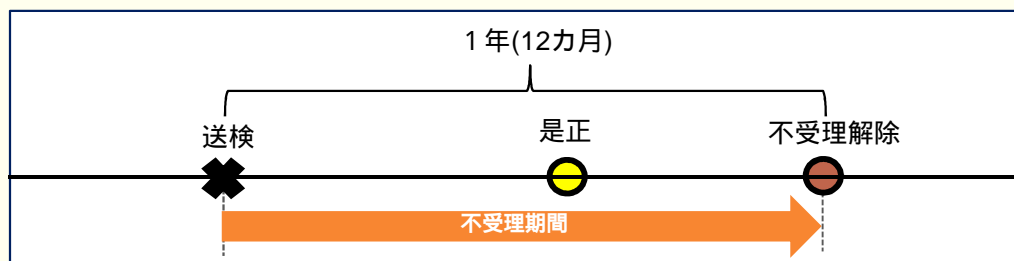 １年(12カ月)
送検
是正
不受理解除
不受理期間